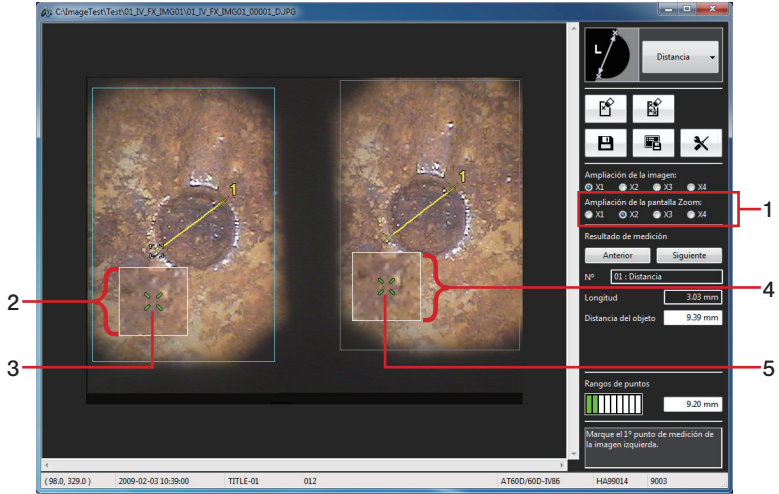 C:\ImageTest\Test\01_IV_FX_IMG01\01_IV_FX_IMG01_00001_D.JPG
L
Distancia
Ampliación de la imagen:
X1 X2 X3 X4
Ampliación de la pantalla Zoom:
X1 X2 X3 X4
1
Resultado de medición
Anterior Siguiente
Nº 01 : Distancia
Longitud 3.03 mm
Distancia del objeto 9.39 mm
1
1
2
3
4
5
Rangos de puntos
9.20 mm
Marque el 1º punto de medición de
la imagen izquierda.
( 98.0, 329.0 ) 2009-02-03 10:39:00 TITLE-01 012 AT60D/60D-IV86 HA99014 9003